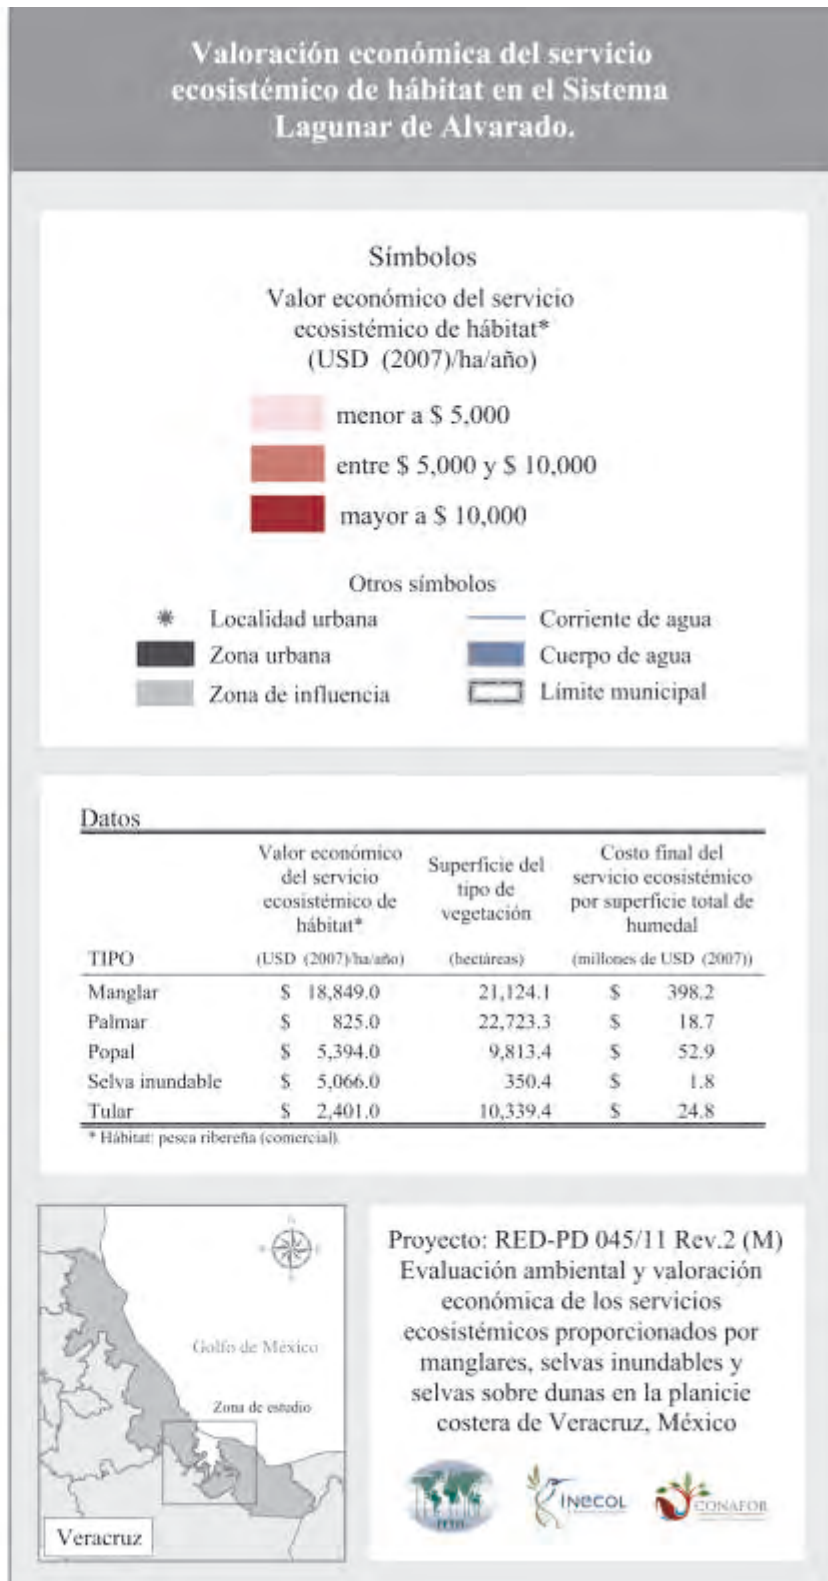 Valoración económica del servicio
ecosistémico de hábitat en el Sistema
Lagunar de Alvarado.
Símbolos
Valor económico del servicio
ecosistémico de hábitat*
(USD (2007)/ha/año)
menor a $ 5,000
entre $ 5,000 y $ 10,000
mayor a $ 10,000
Otros símbolos
Localidad urbana
Corriente de agua
Zona urbana
Cuerpo de agua
Zona de influencia
Límite municipal
Datos
Valor económico del servicio ecosistémico de hábitat* Superficie del tipo de vegetación Costo final del servicio ecosistémico por superficie total de humedal
TIPO (USD (2007)/ha/año) (hectáreas) (millones de USD (2007))
Manglar $ 18,849.0 21,124.1 $ 398.2
Palmar $ 825.0 22,723.3 $ 18.7
Popal $ 5,394.0 9,813.4 $ 52.9
Selva inundable $ 5,066.0 350.4 $ 1.8
Tular $ 2,401.0 10,339.4 $ 24.8
* Hábitat: pesca ribereña (comercial)
Golfo de México
Zona de estudio
Veracruz
Proyecto: RED-PD 045/11 Rev.2 (M)
Evaluación ambiental y valoración
económica de los servicios
ecosistémicos proporcionados por
manglares, selvas inundables y
selvas sobre dunas en la planicie
costera de Veracruz, México
INECOL
CONAFOR